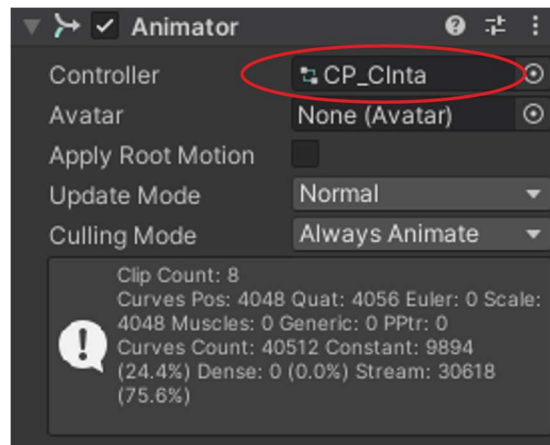 Animator
Controller CP_CInta
Avatar None (Avatar)
Apply Root Motion
Update Mode Normal
Culling Mode Always Animate
Clip Count: 8
Curves Pos: 4048 Quat: 4056 Euler: 0 Scale:
4048 Muscles: 0 Generic: 0 PPtr: 0
Curves Count: 40512 Constant: 9894
(24.4%) Dense: 0 (0.0%) Stream: 30618
(75.6%)